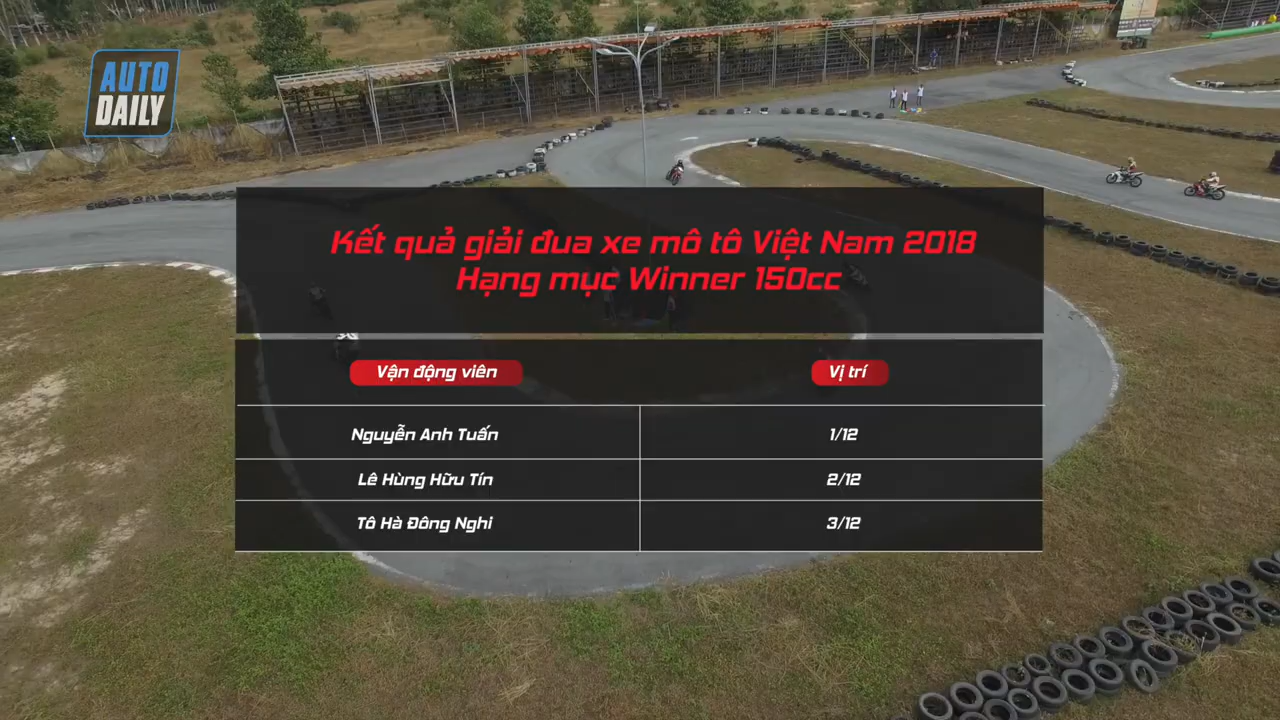 AUTO
DAILY
Kết quả giải đua xe mô tô Việt Nam 2018
Hạng mục Winner 150cc
Vận động viên Vị trí
Nguyễn Anh Tuấn 1/12
Lê Hùng Hữu Tín 2/12
Tô Hà Đông Nghi 3/12